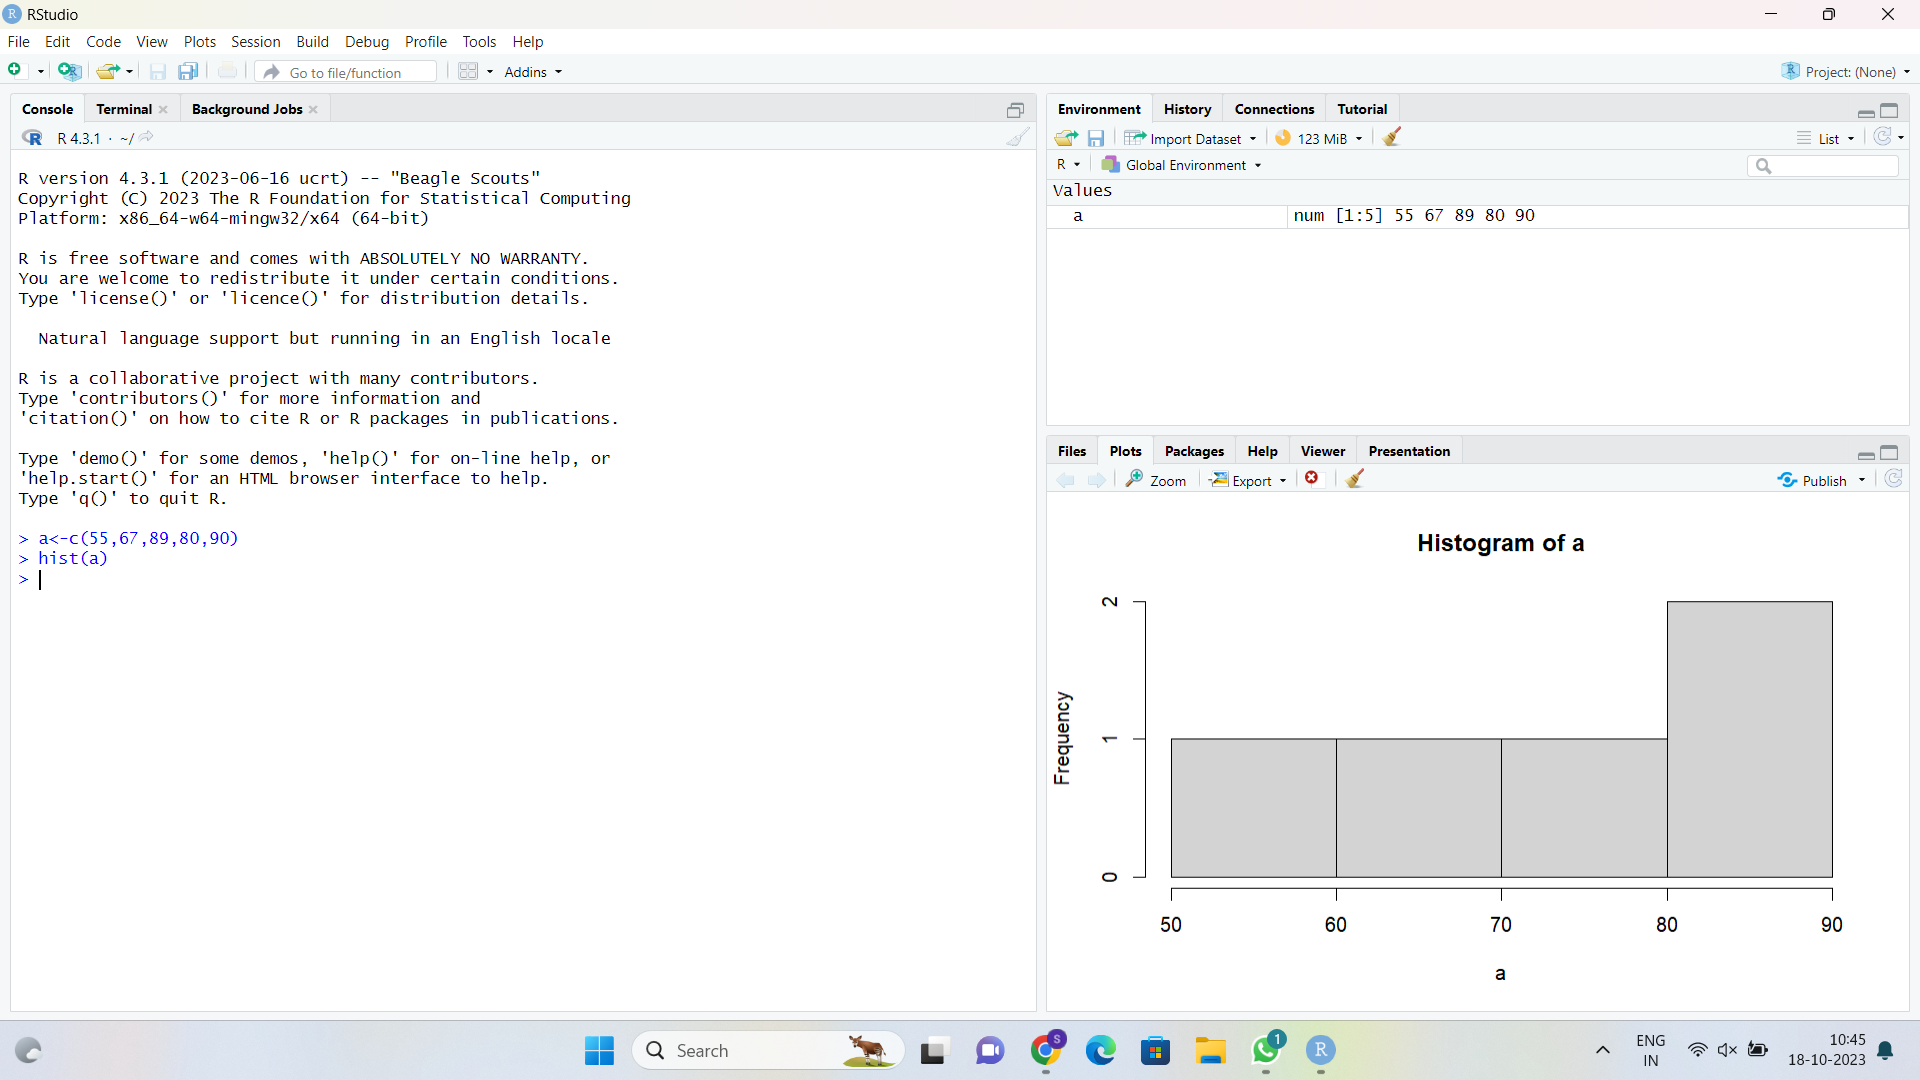 RStudio
File Edit Code View Plots Session Build Debug Profile Tools Help
Go to file/function Addins Project: (None)
Console Terminal Background Jobs
R 4.3.1 · ~/
R version 4.3.1 (2023-06-16 ucrt) -- "Beagle Scouts"
Copyright (C) 2023 The R Foundation for Statistical Computing
Platform: x86_64-w64-mingw32/x64 (64-bit)
R is free software and comes with ABSOLUTELY NO WARRANTY.
You are welcome to redistribute it under certain conditions.
Type 'license()' or 'licence()' for distribution details.
Natural language support but running in an English locale
R is a collaborative project with many contributors.
Type 'contributors()' for more information and
'citation()' on how to cite R or R packages in publications.
Type 'demo()' for some demos, 'help()' for on-line help, or
'help.start()' for an HTML browser interface to help.
Type 'q()' to quit R.
> a<-c(55,67,89,80,90)
> hist(a)
>
Environment History Connections Tutorial
Import Dataset 123 MiB List
R Global Environment
Values
a num [1:5] 55 67 89 80 90
Files Plots Packages Help Viewer Presentation
Zoom Export Publish
Histogram of a
Frequency
2
1
0
50 60 70 80 90
a
Search S 1 R
ENG
IN
10:45
18-10-2023